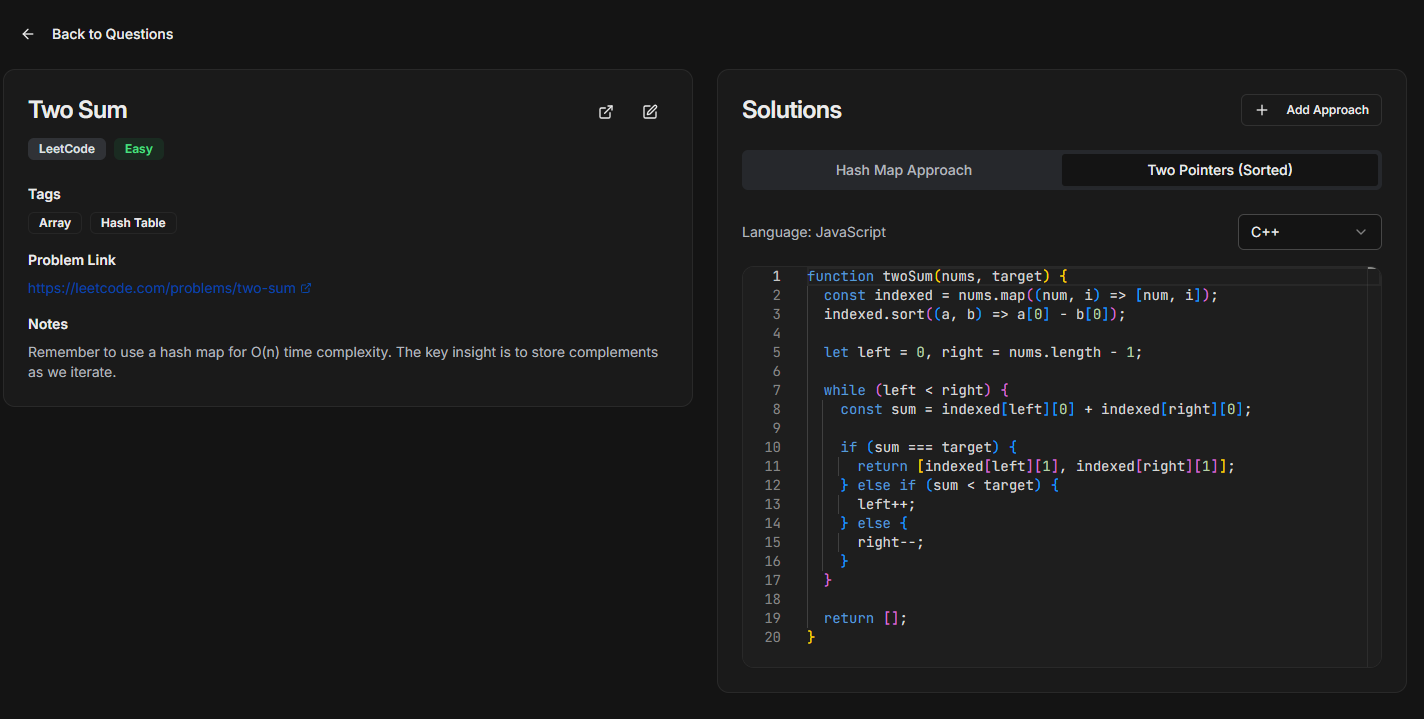 Back to Questions
Two Sum
LeetCode Easy
Tags
Array Hash Table
Problem Link
https://leetcode.com/problems/two-sum
Notes
Remember to use a hash map for O(n) time complexity. The key insight is to store complements
as we iterate.
Solutions
+ Add Approach
Hash Map Approach Two Pointers (Sorted)
Language: JavaScript C++
1 function twoSum(nums, target) {
2   const indexed = nums.map((num, i) => [num, i]);
3   indexed.sort((a, b) => a[0] - b[0]);
4
5   let left = 0, right = nums.length - 1;
6
7   while (left < right) {
8     const sum = indexed[left][0] + indexed[right][0];
9
10     if (sum === target) {
11       return [indexed[left][1], indexed[right][1]];
12     } else if (sum < target) {
13       left++;
14     } else {
15       right--;
16     }
17   }
18
19   return [];
20 }